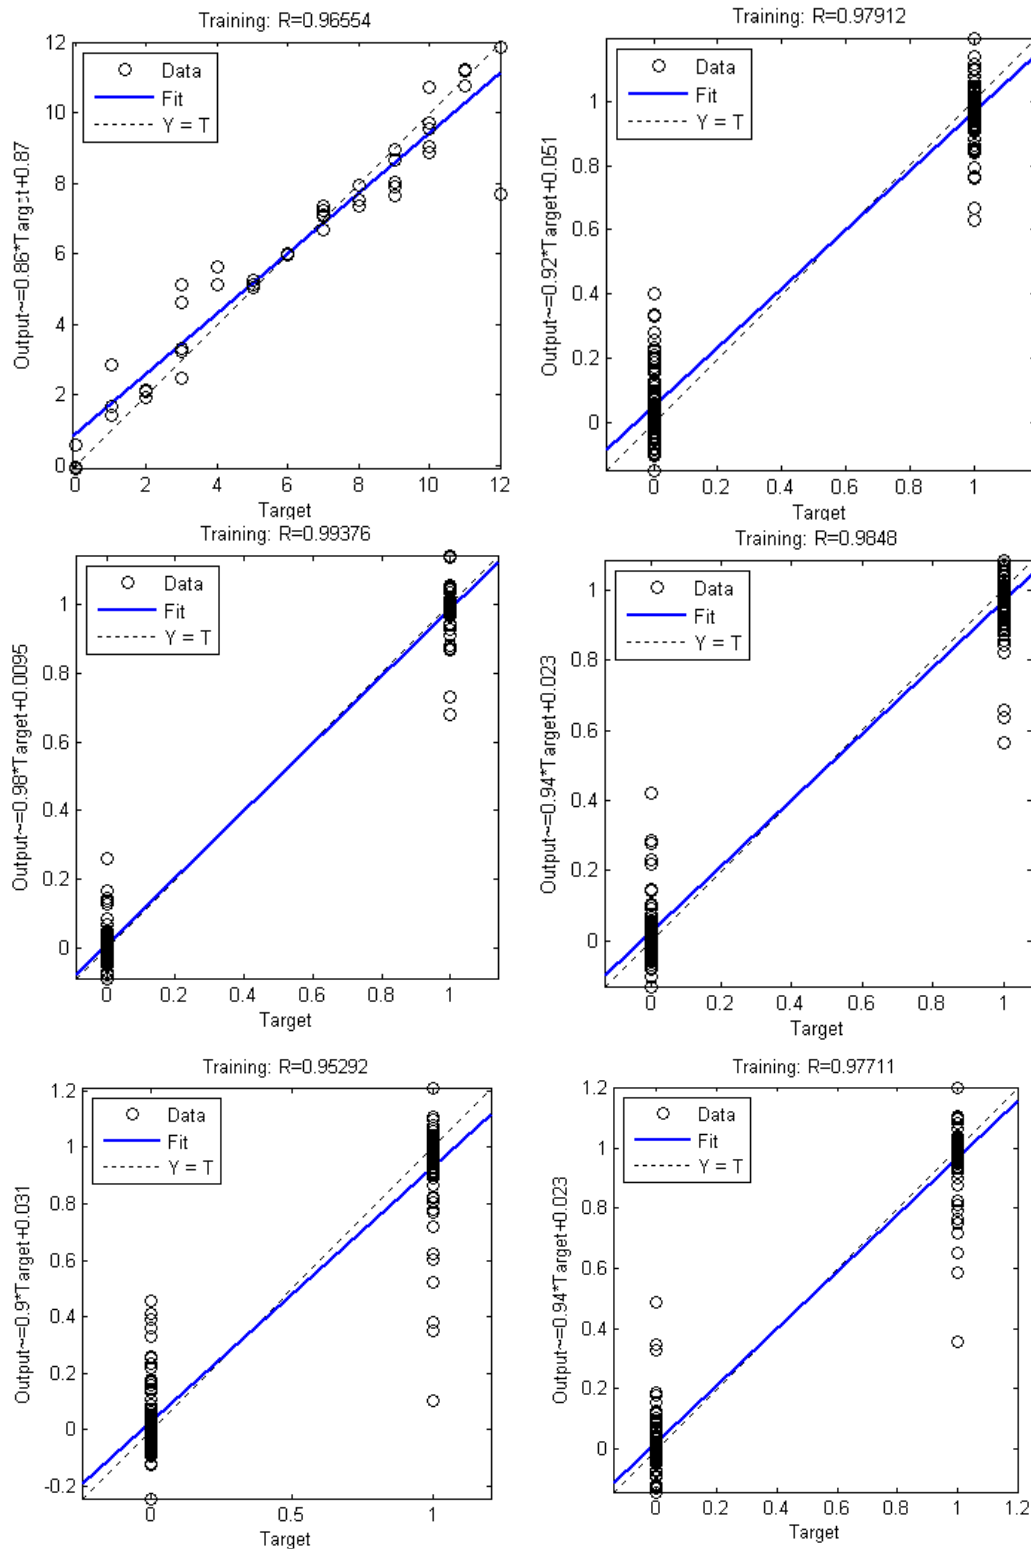 Training: R=0.96554
12
10
8
6
4
2
0
Data
Fit
Y = T
Output~=0.86*Target+0.87
0
2
4
6
8
10
12
Target
Training: R=0.97912
1
0.8
0.6
0.4
0.2
0
Data
Fit
Y = T
Output~=0.92*Target+0.051
0
0.2
0.4
0.6
0.8
1
Target
Training: R=0.99376
1
0.8
0.6
0.4
0.2
0
Data
Fit
Y = T
Output~=0.98*Target+0.0095
0
0.2
0.4
0.6
0.8
1
Target
Training: R=0.9848
1
0.8
0.6
0.4
0.2
0
Data
Fit
Y = T
Output~=0.94*Target+0.023
0
0.2
0.4
0.6
0.8
1
Target
Training: R=0.95292
1.2
1
0.8
0.6
0.4
0.2
0
-0.2
Data
Fit
Y = T
Output~=0.9*Target+0.031
0
0.5
1
Target
Training: R=0.97711
1.2
1
0.8
0.6
0.4
0.2
0
Data
Fit
Y = T
Output~=0.94*Target+0.023
0
0.2
0.4
0.6
0.8
1
1.2
Target